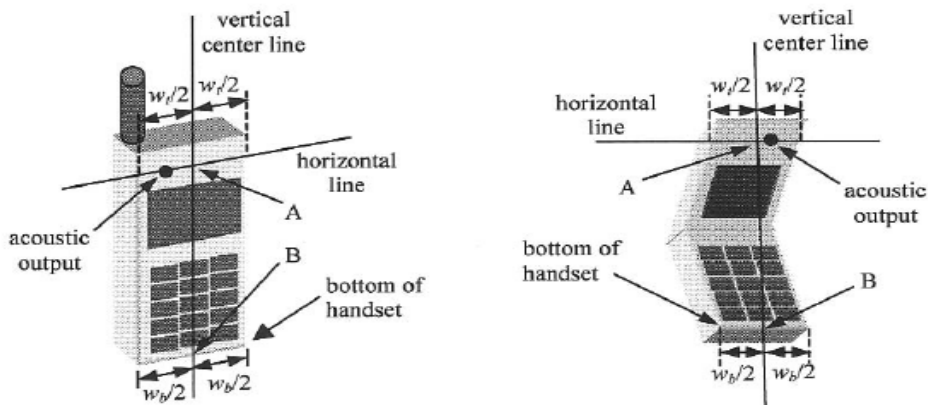 vertical
center line
w_t/2
w_t/2
horizontal
line
acoustic
output
A
B
bottom of
handset
w_b/2
w_b/2
vertical
center line
w_t/2
w_t/2
horizontal
line
A
acoustic
output
bottom of
handset
B
w_b/2
w_b/2